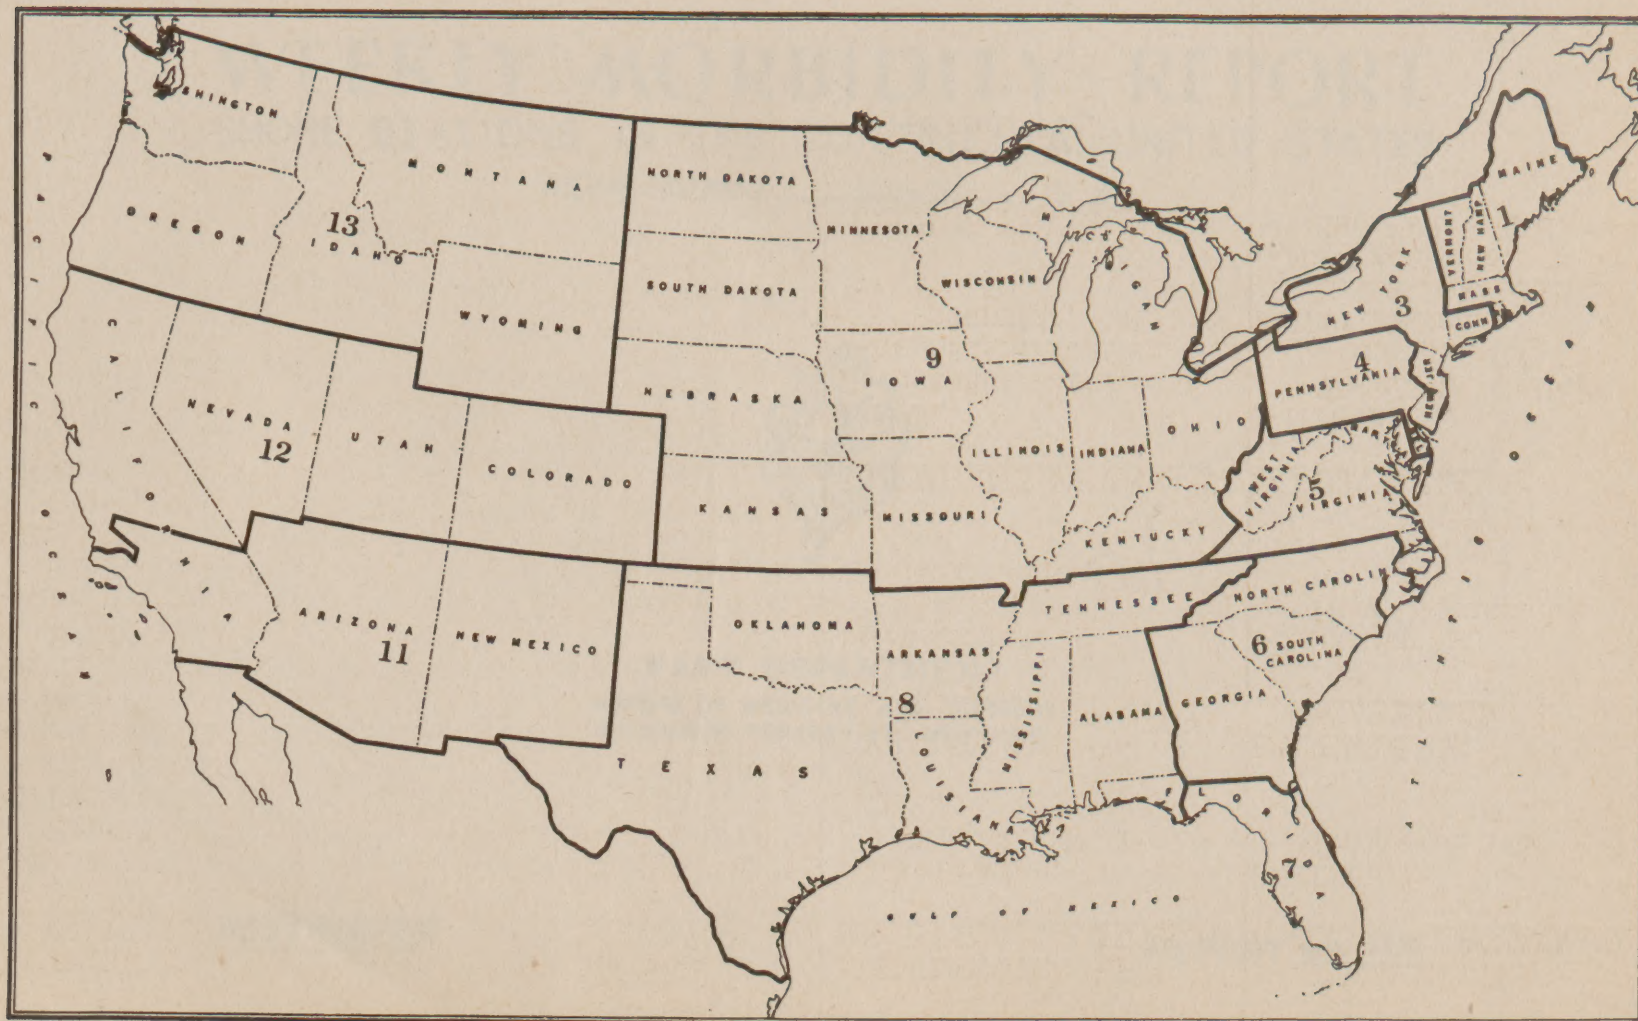 WASHINGTON
MONTANA
NORTH DAKOTA
MINNESOTA
MAINE
1
OREGON
13
IDAHO
SOUTH DAKOTA
WISCONSIN
MICHIGAN
VERMONT
NEW HAMP.
WYOMING
NEW YORK
3
MASS
CONN
CALIFORNIA
NEVADA
12
UTAH
COLORADO
NEBRASKA
9
IOWA
ILLINOIS
INDIANA
OHIO
4
PENNSYLVANIA
NEW JER
KANSAS
MISSOURI
KENTUCKY
WEST
VIRGINIA
5
VIRGINIA
MARY
DEL
PACIFIC
OCEAN
ARIZONA
11
NEW MEXICO
OKLAHOMA
ARKANSAS
8
TENNESSEE
NORTH CAROLINA
6 SOUTH
CAROLINA
TEXAS
LOUISIANA
MISSISSIPPI
ALABAMA
GEORGIA
FLORIDA
7
GULF OF MEXICO
ATLANTIC
OCEAN